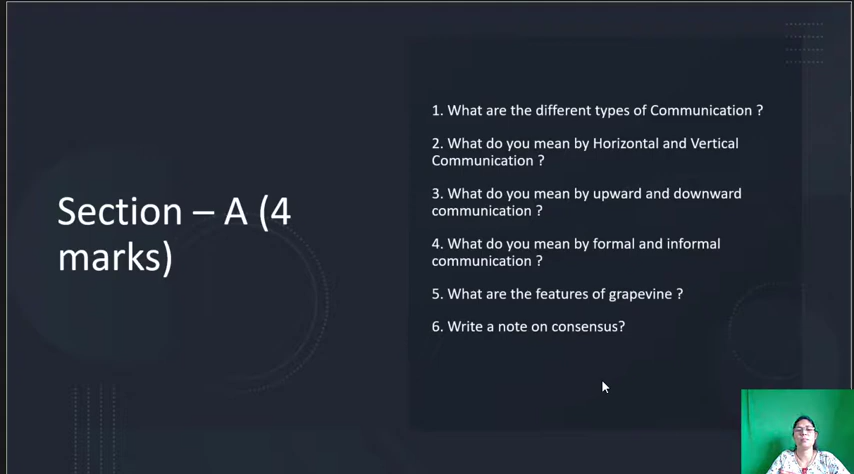 Section – A (4
marks)
1. What are the different types of Communication ?
2. What do you mean by Horizontal and Vertical
Communication ?
3. What do you mean by upward and downward
communication ?
4. What do you mean by formal and informal
communication ?
5. What are the features of grapevine ?
6. Write a note on consensus?